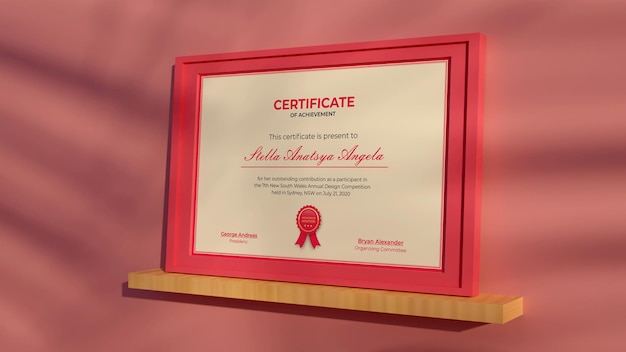 CERTIFICATE
OF ACHIEVEMENT
This certificate is present to
Stella Anatsya Angela
for her outstanding contribution as a participant in
the 7th New South Wales Annual Design Competition
held in Sydney, NSW on July 21, 2020
George Andreas
Presidenty
Bryan Alexander
Organizing Committee